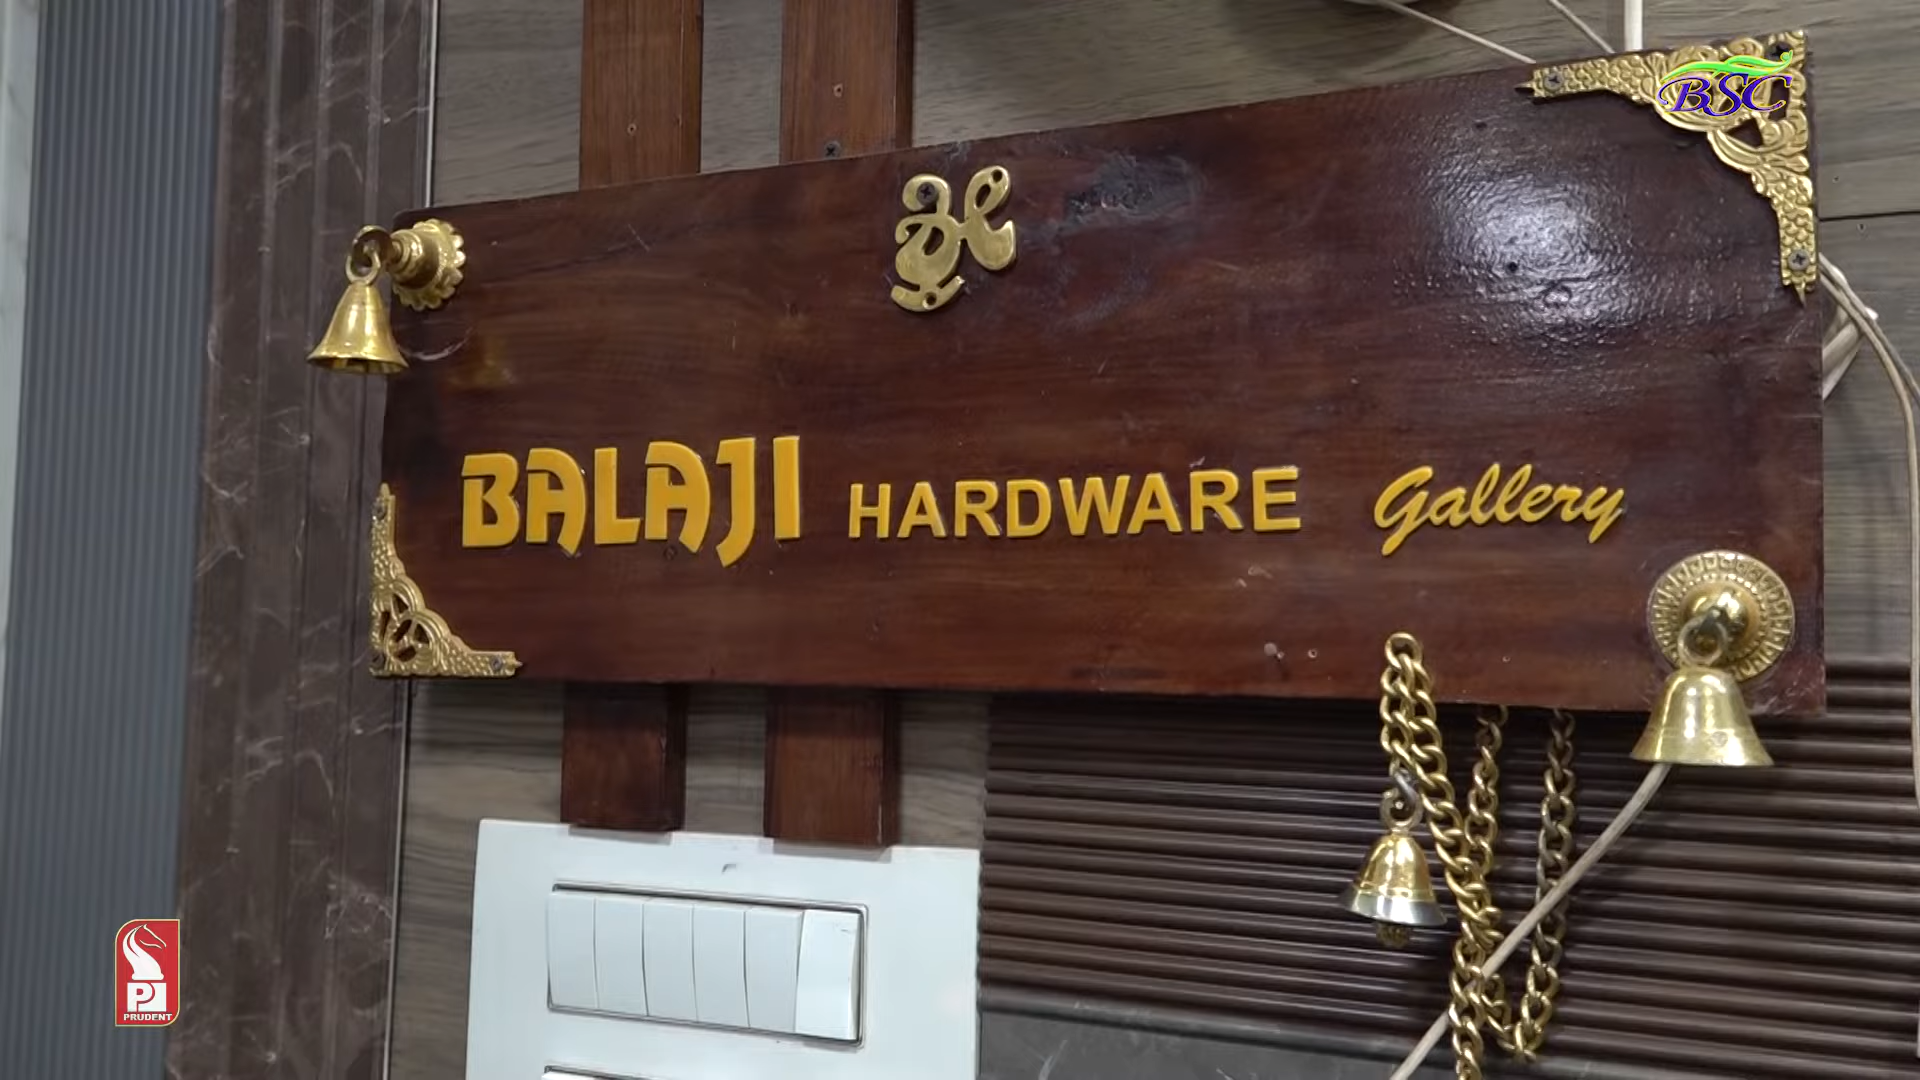 BSC
श्री
BALAJI HARDWARE Gallery
P
PRUDENT